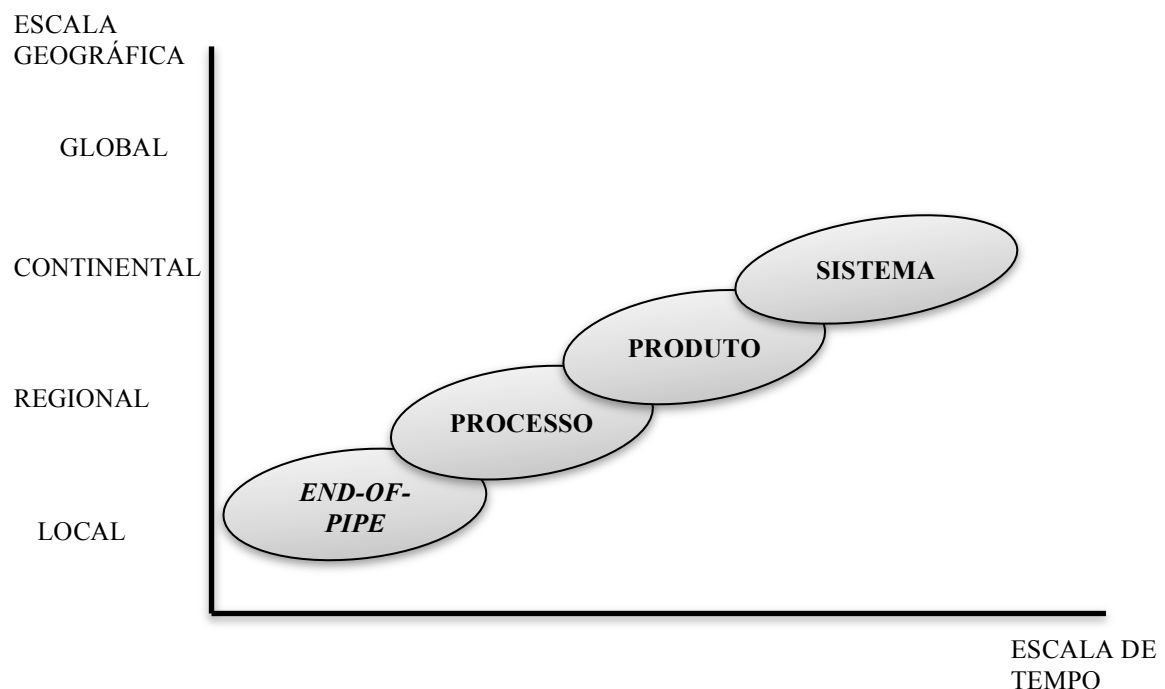 ESCALA
GEOGRÁFICA
GLOBAL
CONTINENTAL
SISTEMA
PRODUTO
REGIONAL
PROCESSO
END-OF-
PIPE
LOCAL
ESCALA DE
TEMPO